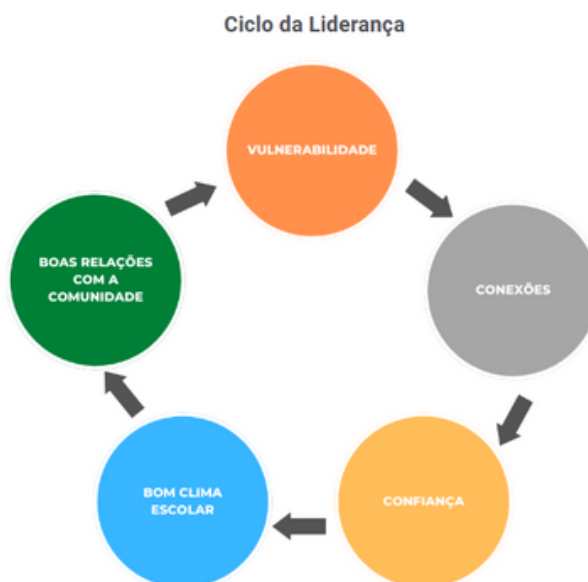 Ciclo da Liderança
VULNERABILIDADE
CONEXÕES
CONFIANÇA
BOM CLIMA
ESCOLAR
BOAS RELAÇÕES
COM A
COMUNIDADE